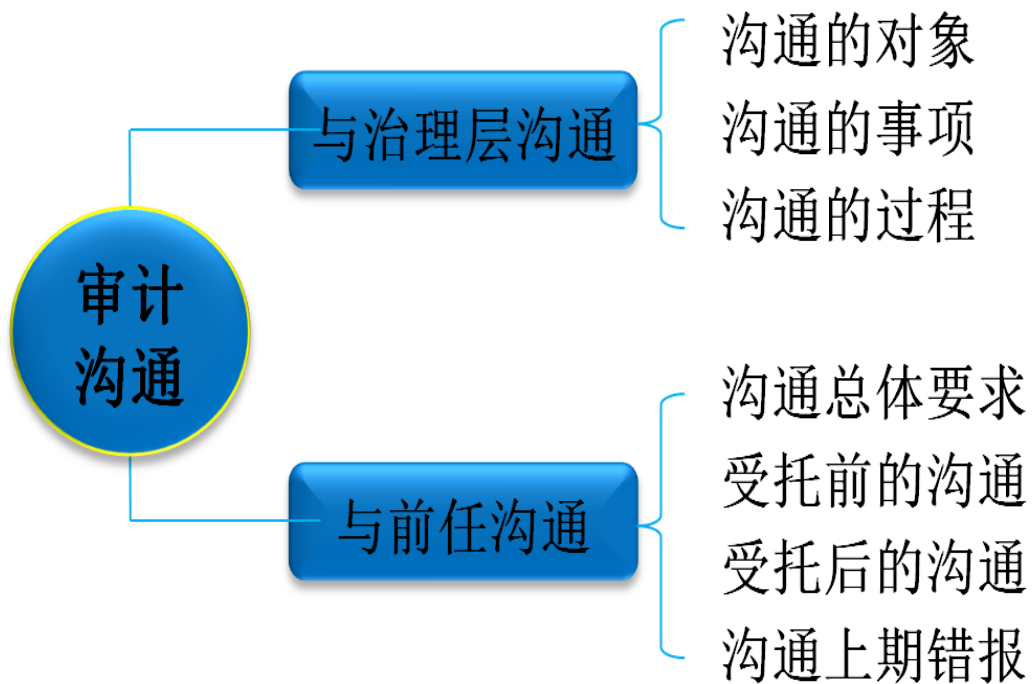 审计
沟通
与治理层沟通
沟通的对象
沟通的事项
沟通的过程
与前任沟通
沟通总体要求
受托前的沟通
受托后的沟通
沟通上期错报